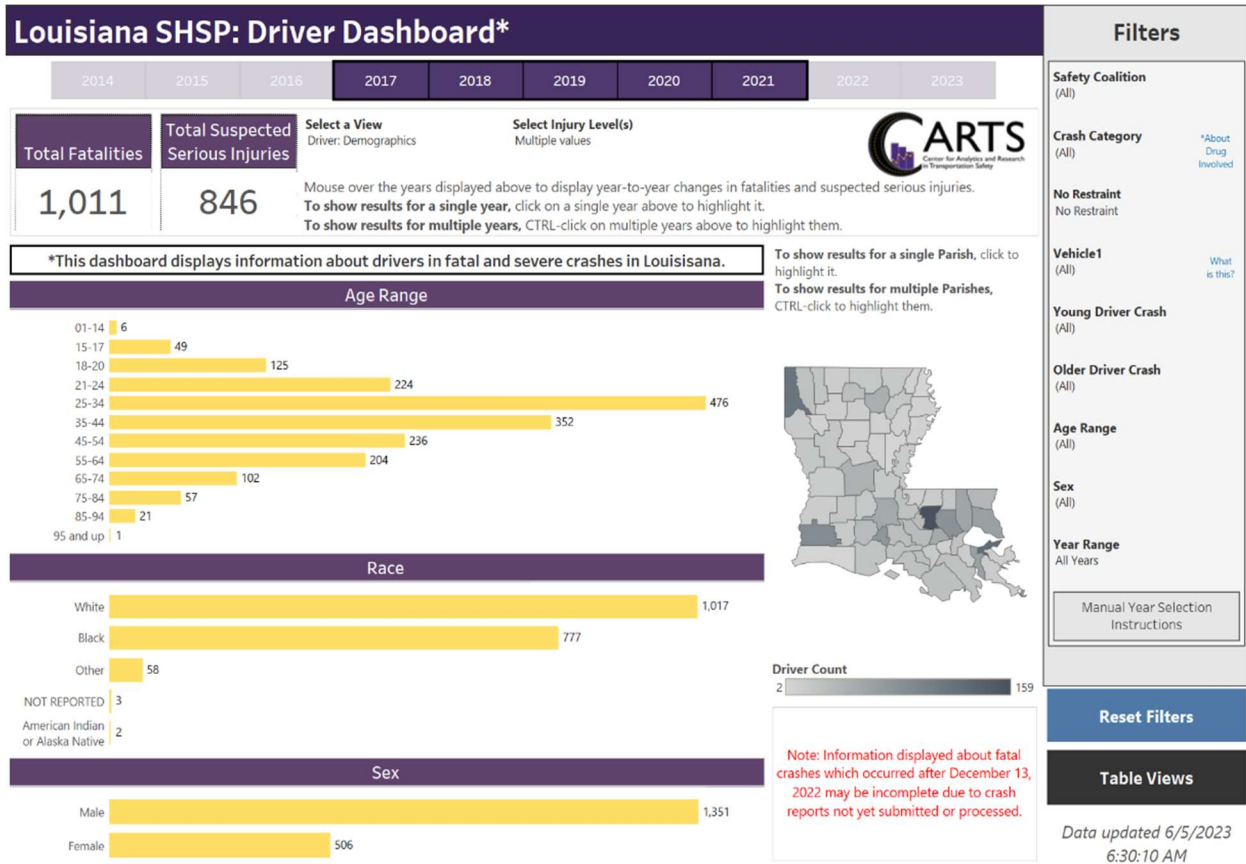 Louisiana SHSP: Driver Dashboard*
2014 2015 2016 2017 2018 2019 2020 2021 2022 2023
Total Fatalities
1,011
Total Suspected
Serious Injuries
846
Select a View
Driver: Demographics
Select Injury Level(s)
Multiple values
CARTS
Center for Analytics and Research
in Transportation Safety
Mouse over the years displayed above to display year-to-year changes in fatalities and suspected serious injuries.
To show results for a single year, click on a single year above to highlight it.
To show results for multiple years, CTRL-click on multiple years above to highlight them.
*This dashboard displays information about drivers in fatal and severe crashes in Louisisana.
Age Range
01-14 6
15-17 49
18-20 125
21-24 224
25-34 476
35-44 352
45-54 236
55-64 204
65-74 102
75-84 57
85-94 21
95 and up 1
Race
White 1,017
Black 777
Other 58
NOT REPORTED 3
American Indian
or Alaska Native 2
Sex
Male 1,351
Female 506
To show results for a single Parish, click to
highlight it.
To show results for multiple Parishes,
CTRL-click to highlight them.
Driver Count
2 159
Note: Information displayed about fatal
crashes which occurred after December 13,
2022 may be incomplete due to crash
reports not yet submitted or processed.
Filters
Safety Coalition
(All)
Crash Category
(All)
*About
Drug
Involved
No Restraint
No Restraint
Vehicle1
(All)
What
is this?
Young Driver Crash
(All)
Older Driver Crash
(All)
Age Range
(All)
Sex
(All)
Year Range
All Years
Manual Year Selection
Instructions
Reset Filters
Table Views
Data updated 6/5/2023
6:30:10 AM